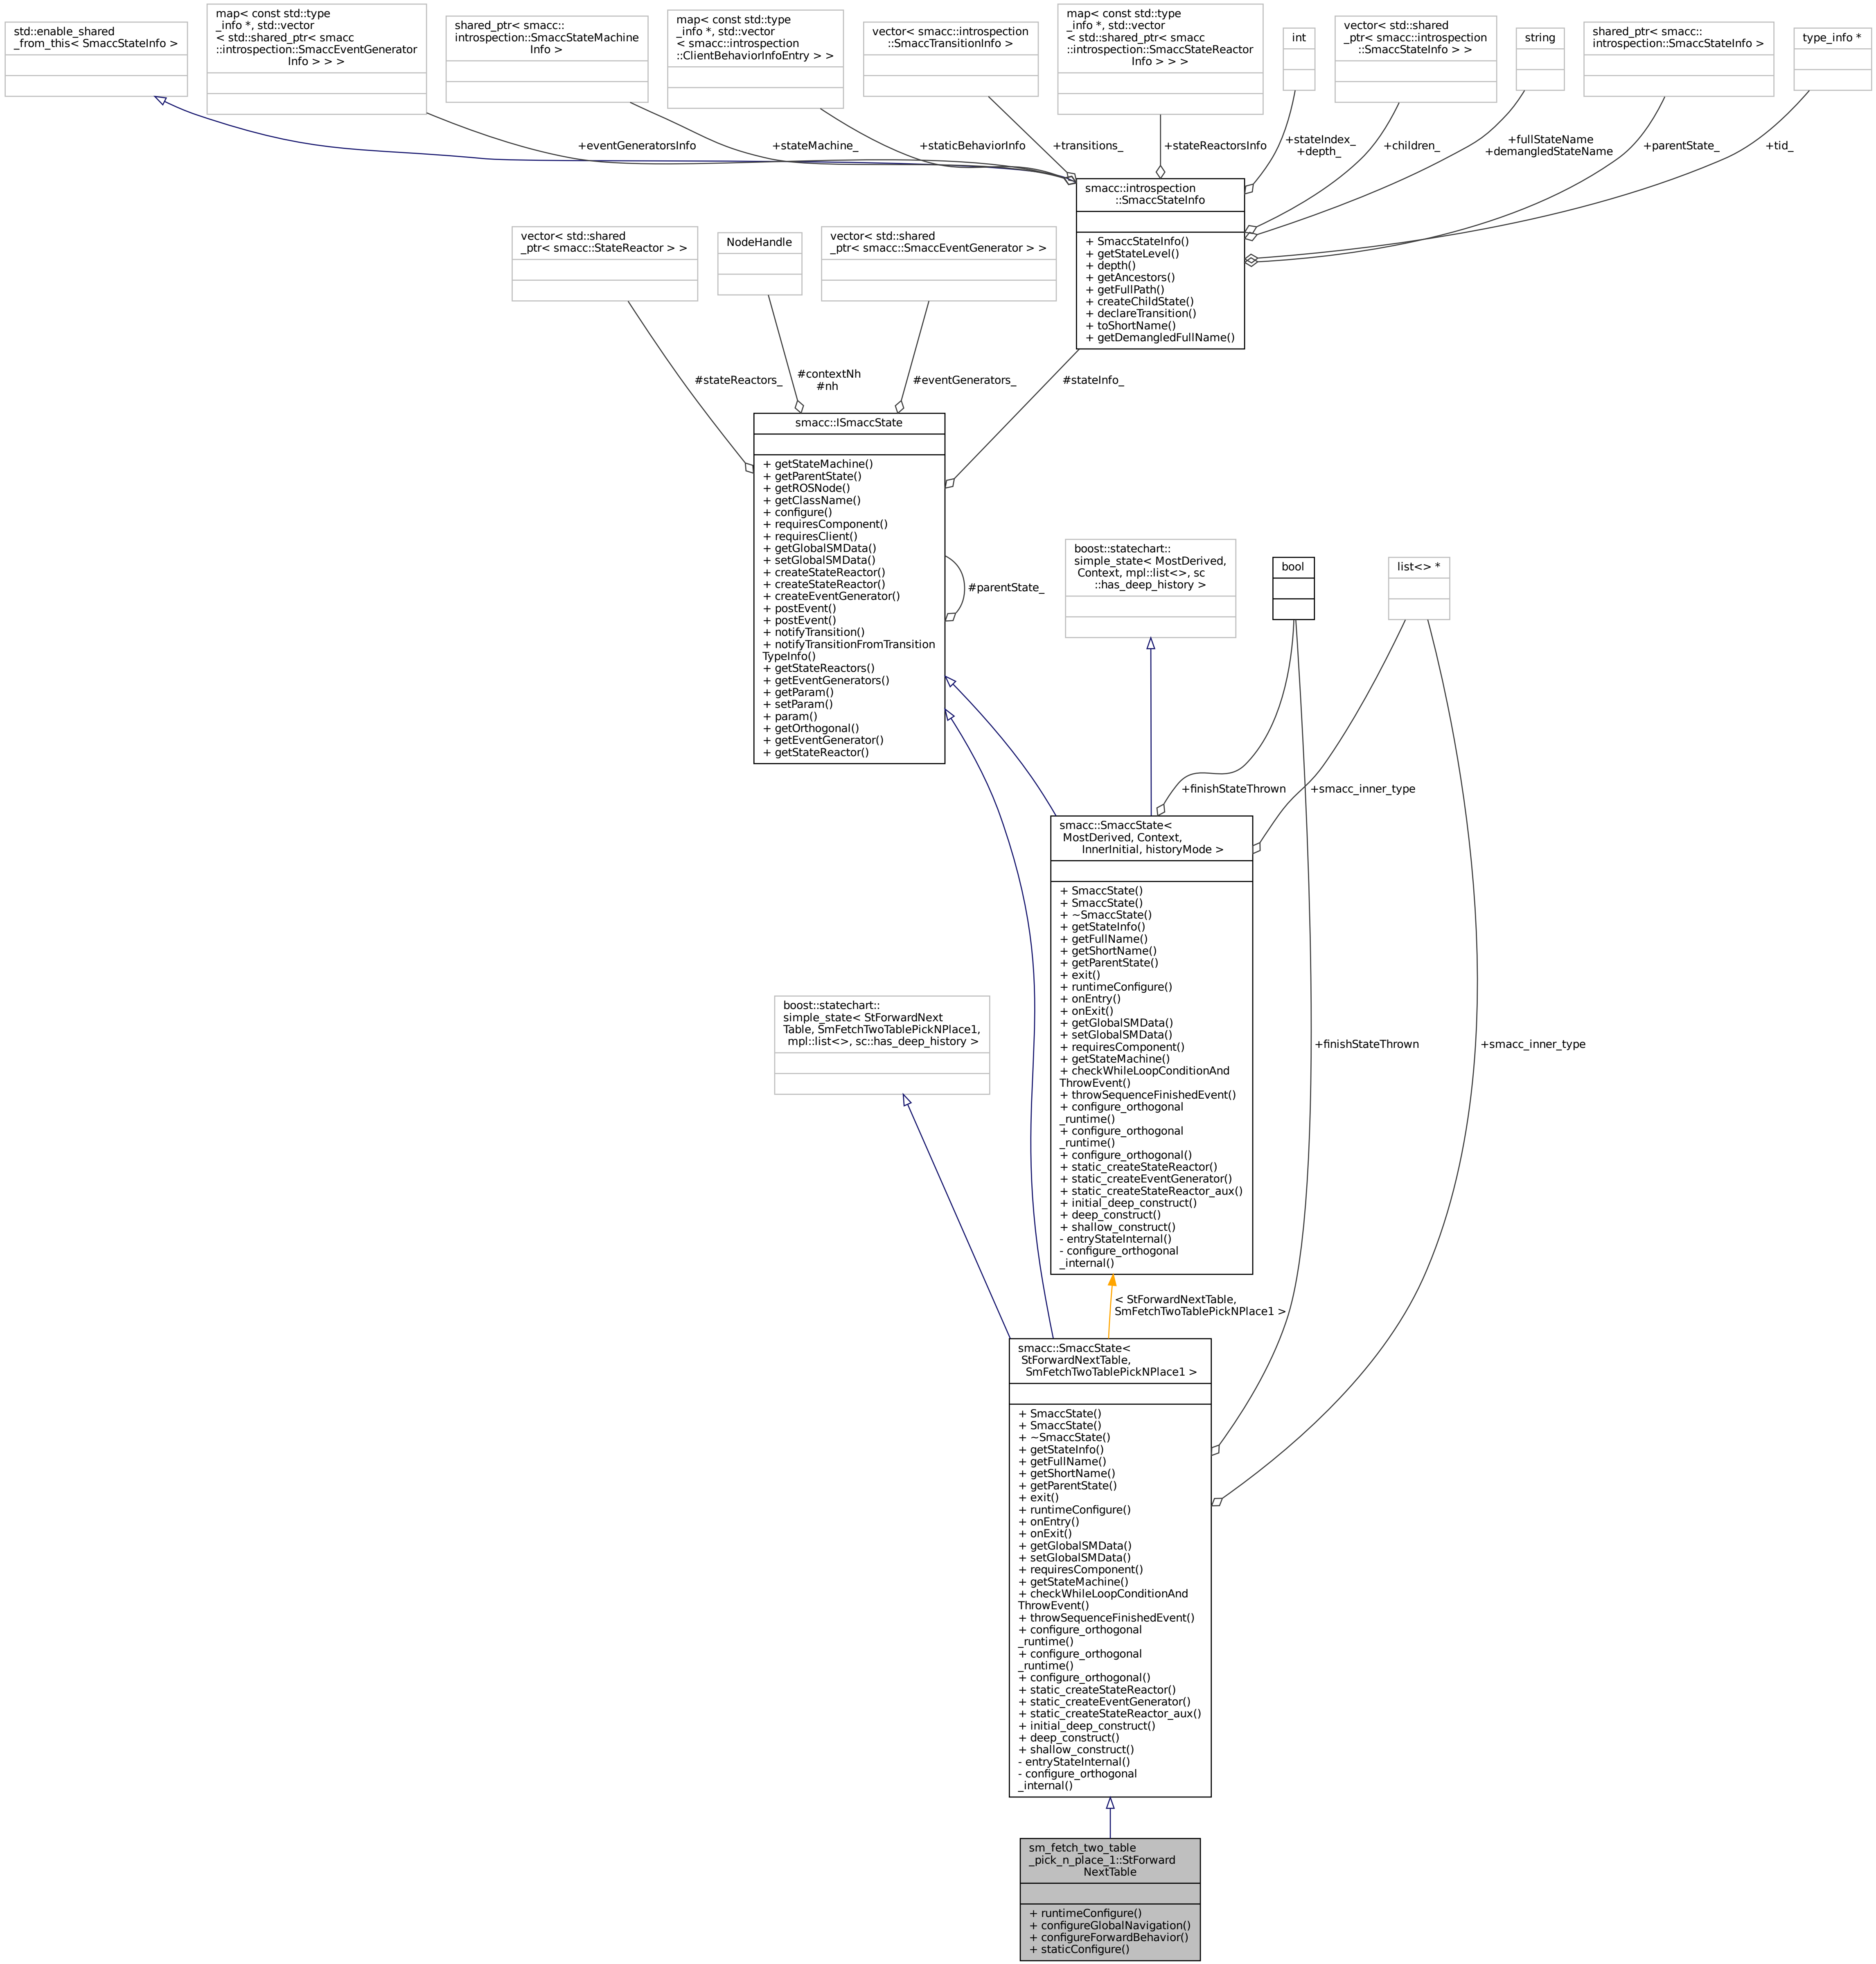 std::enable_shared
_from_this< SmaccStateInfo >
map< const std::type
_info *, std::vector
< std::shared_ptr< smacc
::introspection::SmaccEventGenerator
Info > > >
shared_ptr< smacc::
introspection::SmaccStateMachine
Info >
map< const std::type
_info *, std::vector
< smacc::introspection
::ClientBehaviorInfoEntry > >
vector< smacc::introspection
::SmaccTransitionInfo >
map< const std::type
_info *, std::vector
< std::shared_ptr< smacc
::introspection::SmaccStateReactor
Info > > >
int
vector< std::shared
_ptr< smacc::introspection
::SmaccStateInfo > >
string
shared_ptr< smacc::
introspection::SmaccStateInfo >
type_info *
+eventGeneratorsInfo
+stateMachine_
+staticBehaviorInfo
+transitions_
+stateReactorsInfo
+stateIndex_
+depth_
+children_
+fullStateName
+demangledStateName
+parentState_
+tid_
smacc::introspection
::SmaccStateInfo
+ SmaccStateInfo()
+ getStateLevel()
+ depth()
+ getAncestors()
+ getFullPath()
+ createChildState()
+ declareTransition()
+ toShortName()
+ getDemangledFullName()
vector< std::shared
_ptr< smacc::StateReactor > >
NodeHandle
vector< std::shared
_ptr< smacc::SmaccEventGenerator > >
#stateReactors_
#contextNh
#nh
#eventGenerators_
#stateInfo_
smacc::ISmaccState
+ getStateMachine()
+ getParentState()
+ getROSNode()
+ getClassName()
+ configure()
+ requiresComponent()
+ requiresClient()
+ getGlobalSMData()
+ setGlobalSMData()
+ createStateReactor()
+ createStateReactor()
+ createEventGenerator()
+ postEvent()
+ postEvent()
+ notifyTransition()
+ notifyTransitionFromTransition
TypeInfo()
+ getStateReactors()
+ getEventGenerators()
+ getParam()
+ setParam()
+ param()
+ getOrthogonal()
+ getEventGenerator()
+ getStateReactor()
#parentState_
boost::statechart::
simple_state< MostDerived,
Context, mpl::list<>, sc
::has_deep_history >
bool
list<> *
+finishStateThrown
+smacc_inner_type
smacc::SmaccState<
MostDerived, Context,
InnerInitial, historyMode >
+ SmaccState()
+ SmaccState()
+ ~SmaccState()
+ getStateInfo()
+ getFullName()
+ getShortName()
+ getParentState()
+ exit()
+ runtimeConfigure()
+ onEntry()
+ onExit()
+ getGlobalSMData()
+ setGlobalSMData()
+ requiresComponent()
+ getStateMachine()
+ checkWhileLoopConditionAnd
ThrowEvent()
+ throwSequenceFinishedEvent()
+ configure_orthogonal
_runtime()
+ configure_orthogonal
_runtime()
+ configure_orthogonal()
+ static_createStateReactor()
+ static_createEventGenerator()
+ static_createStateReactor_aux()
+ initial_deep_construct()
+ deep_construct()
+ shallow_construct()
- entryStateInternal()
- configure_orthogonal
_internal()
boost::statechart::
simple_state< StForwardNext
Table, SmFetchTwoTablePickNPlace1,
mpl::list<>, sc::has_deep_history >
+finishStateThrown
+smacc_inner_type
< StForwardNextTable,
SmFetchTwoTablePickNPlace1 >
smacc::SmaccState<
StForwardNextTable,
SmFetchTwoTablePickNPlace1 >
+ SmaccState()
+ SmaccState()
+ ~SmaccState()
+ getStateInfo()
+ getFullName()
+ getShortName()
+ getParentState()
+ exit()
+ runtimeConfigure()
+ onEntry()
+ onExit()
+ getGlobalSMData()
+ setGlobalSMData()
+ requiresComponent()
+ getStateMachine()
+ checkWhileLoopConditionAnd
ThrowEvent()
+ throwSequenceFinishedEvent()
+ configure_orthogonal
_runtime()
+ configure_orthogonal
_runtime()
+ configure_orthogonal()
+ static_createStateReactor()
+ static_createEventGenerator()
+ static_createStateReactor_aux()
+ initial_deep_construct()
+ deep_construct()
+ shallow_construct()
- entryStateInternal()
- configure_orthogonal
_internal()
sm_fetch_two_table
_pick_n_place_1::StForward
NextTable
+ runtimeConfigure()
+ configureGlobalNavigation()
+ configureForwardBehavior()
+ staticConfigure()